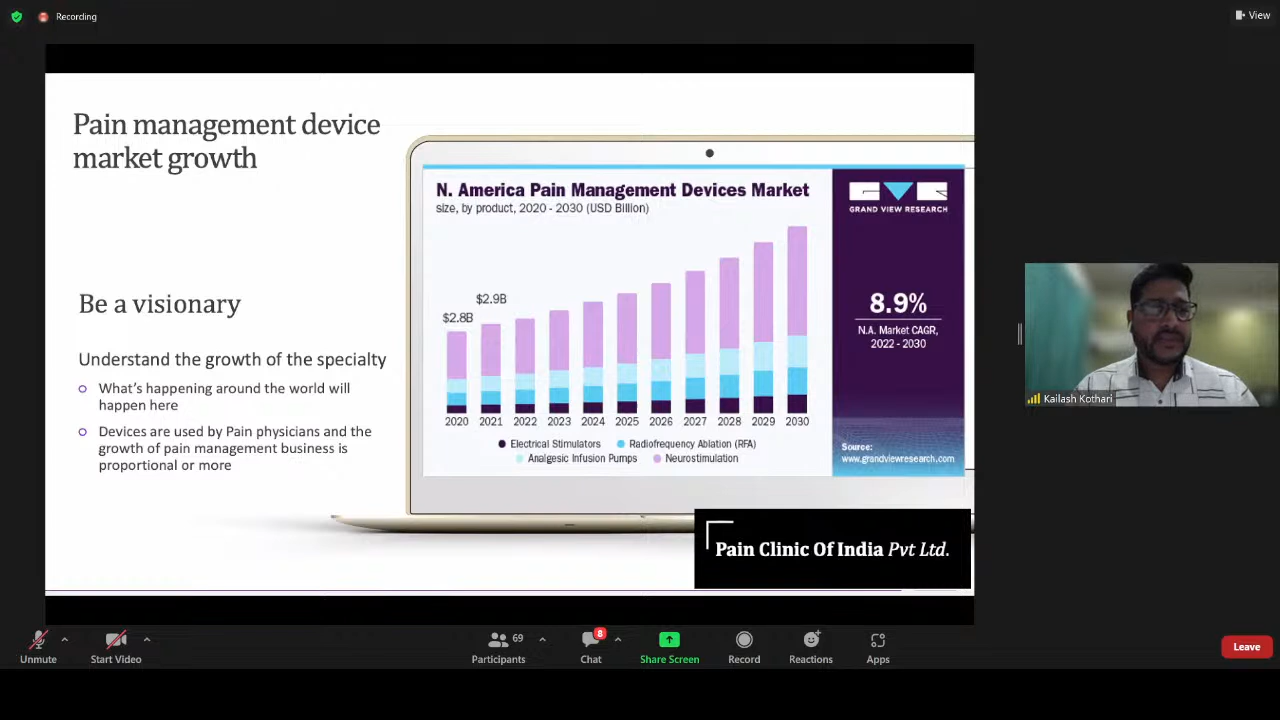 Recording
View
Pain management device
market growth
Be a visionary
Understand the growth of the specialty
What's happening around the world will
happen here
Devices are used by Pain physicians and the
growth of pain management business is
proportional or more
N. America Pain Management Devices Market
size, by product, 2020 - 2030 (USD Billion)
$2.9B
$2.8B
2020 2021 2022 2023 2024 2025 2026 2027 2028 2029 2030
Electrical Stimulators Radiofrequency Ablation (RFA)
Analgesic Infusion Pumps Neurostimulation
GRAND VIEW RESEARCH
8.9%
N.A. Market CAGR,
2022 - 2030
Source:
www.grandviewresearch.com
Pain Clinic Of India Pvt Ltd.
Kailash Kothari
69
8
Unmute Start Video Participants Chat Share Screen Record Reactions Apps
Leave